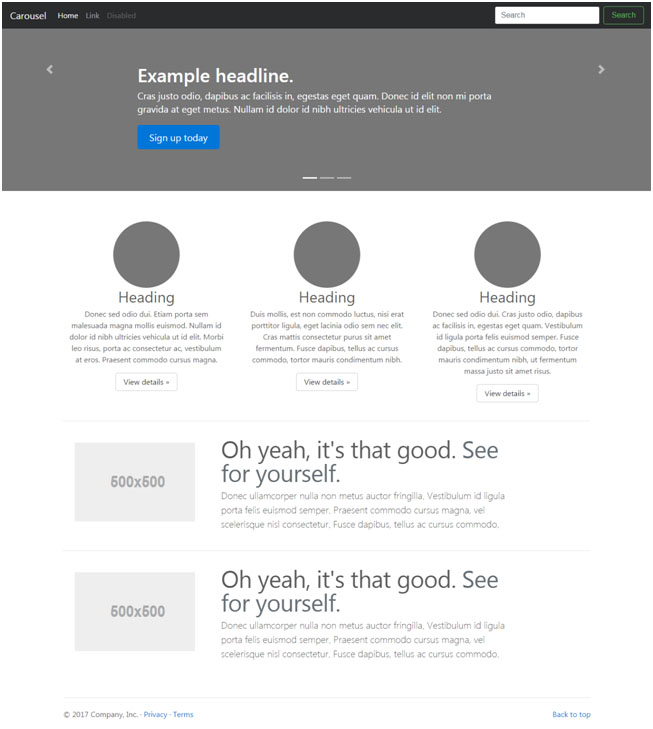 Carousel Home Link Disabled Search Search
Example headline.
Cras justo odio, dapibus ac facilisis in, egestas eget quam. Donec id elit non mi porta
gravida at eget metus. Nullam id dolor id nibh ultricies vehicula ut id elit.
Sign up today
Heading
Donec sed odio dui. Etiam porta sem
malesuada magna mollis euismod. Nullam id
dolor id nibh ultricies vehicula ut id elit. Morbi
leo risus, porta ac consectetur ac, vestibulum
at eros. Praesent commodo cursus magna.
View details »
Heading
Duis mollis, est non commodo luctus, nisi erat
porttitor ligula, eget lacinia odio sem nec elit.
Cras mattis consectetur purus sit amet
fermentum. Fusce dapibus, tellus ac cursus
commodo, tortor mauris condimentum nibh.
View details »
Heading
Donec sed odio dui. Cras justo odio, dapibus
ac facilisis in, egestas eget quam. Vestibulum
id ligula porta felis euismod semper. Fusce
dapibus, tellus ac cursus commodo, tortor
mauris condimentum nibh, ut fermentum
massa justo sit amet risus.
View details »
500x500
Oh yeah, it's that good. See
for yourself.
Donec ullamcorper nulla non metus auctor fringilla. Vestibulum id ligula
porta felis euismod semper. Praesent commodo cursus magna, vel
scelerisque nisl consectetur. Fusce dapibus, tellus ac cursus commodo.
500x500
Oh yeah, it's that good. See
for yourself.
Donec ullamcorper nulla non metus auctor fringilla. Vestibulum id ligula
porta felis euismod semper. Praesent commodo cursus magna, vel
scelerisque nisl consectetur. Fusce dapibus, tellus ac cursus commodo.
© 2017 Company, Inc. · Privacy · Terms Back to top